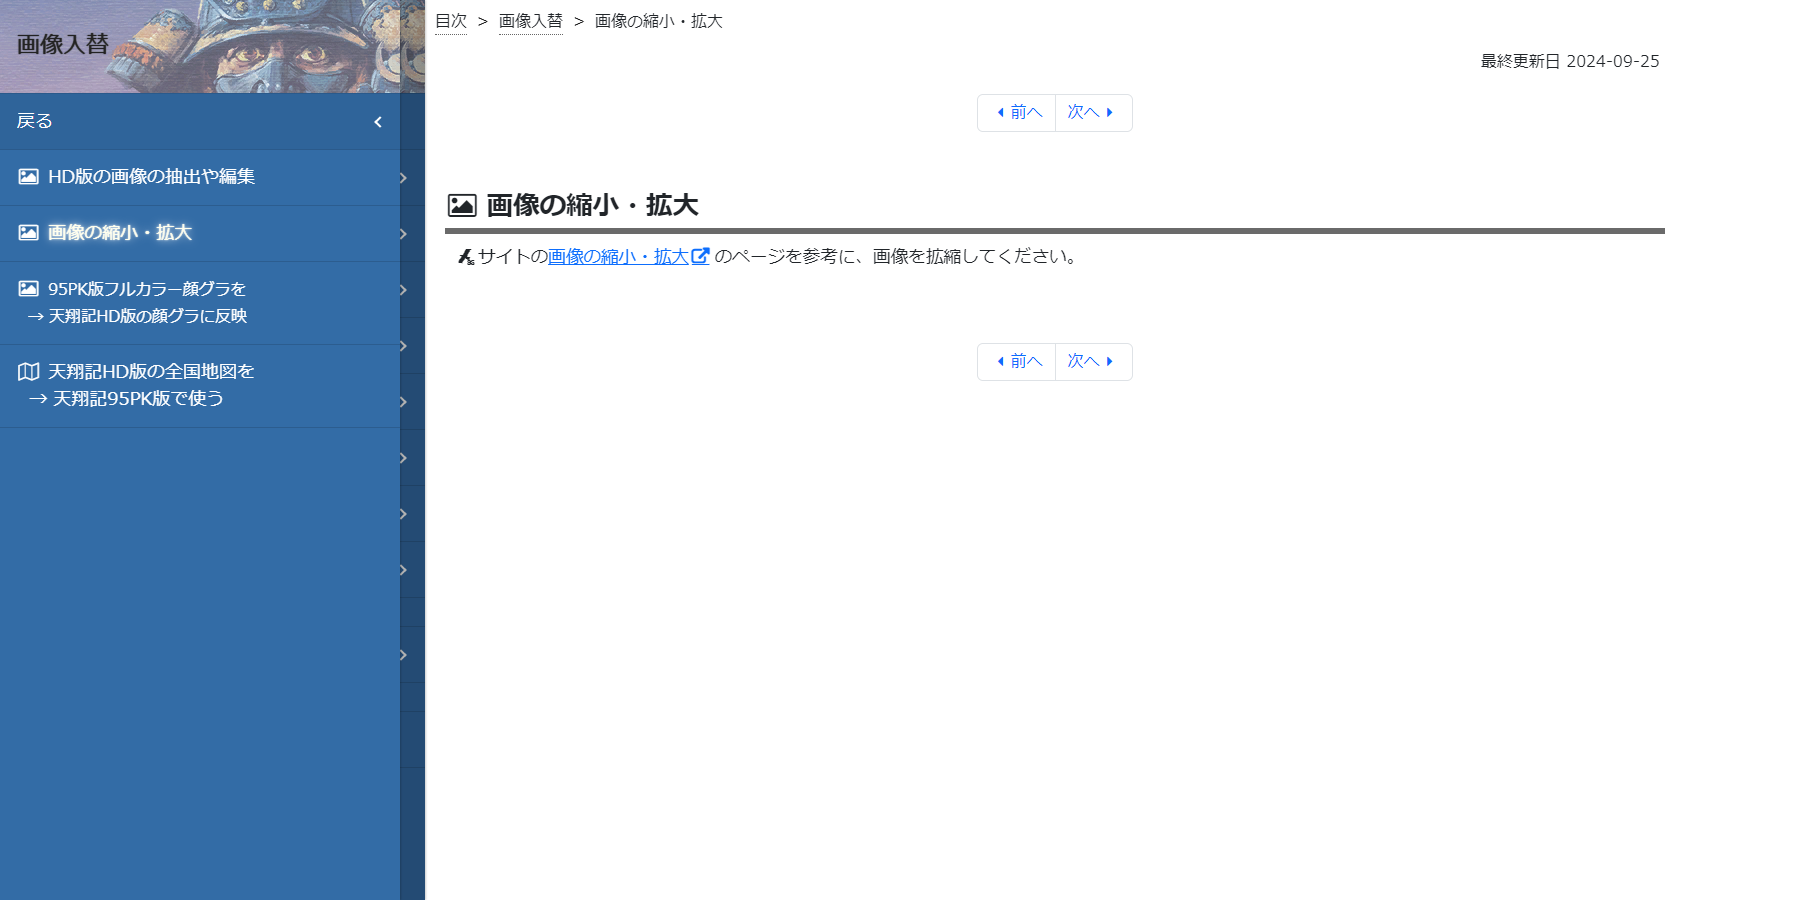 画像入替
戻る
HD版の画像の抽出や編集
画像の縮小・拡大
95PK版フルカラー顔グラを
→ 天翔記HD版の顔グラに反映
天翔記HD版の全国地図を
→ 天翔記95PK版で使う
目次 > 画像入替 > 画像の縮小・拡大
最終更新日 2024-09-25
前へ 次へ
画像の縮小・拡大
サイトの画像の縮小・拡大 のページを参考に、画像を拡縮してください。
前へ 次へ